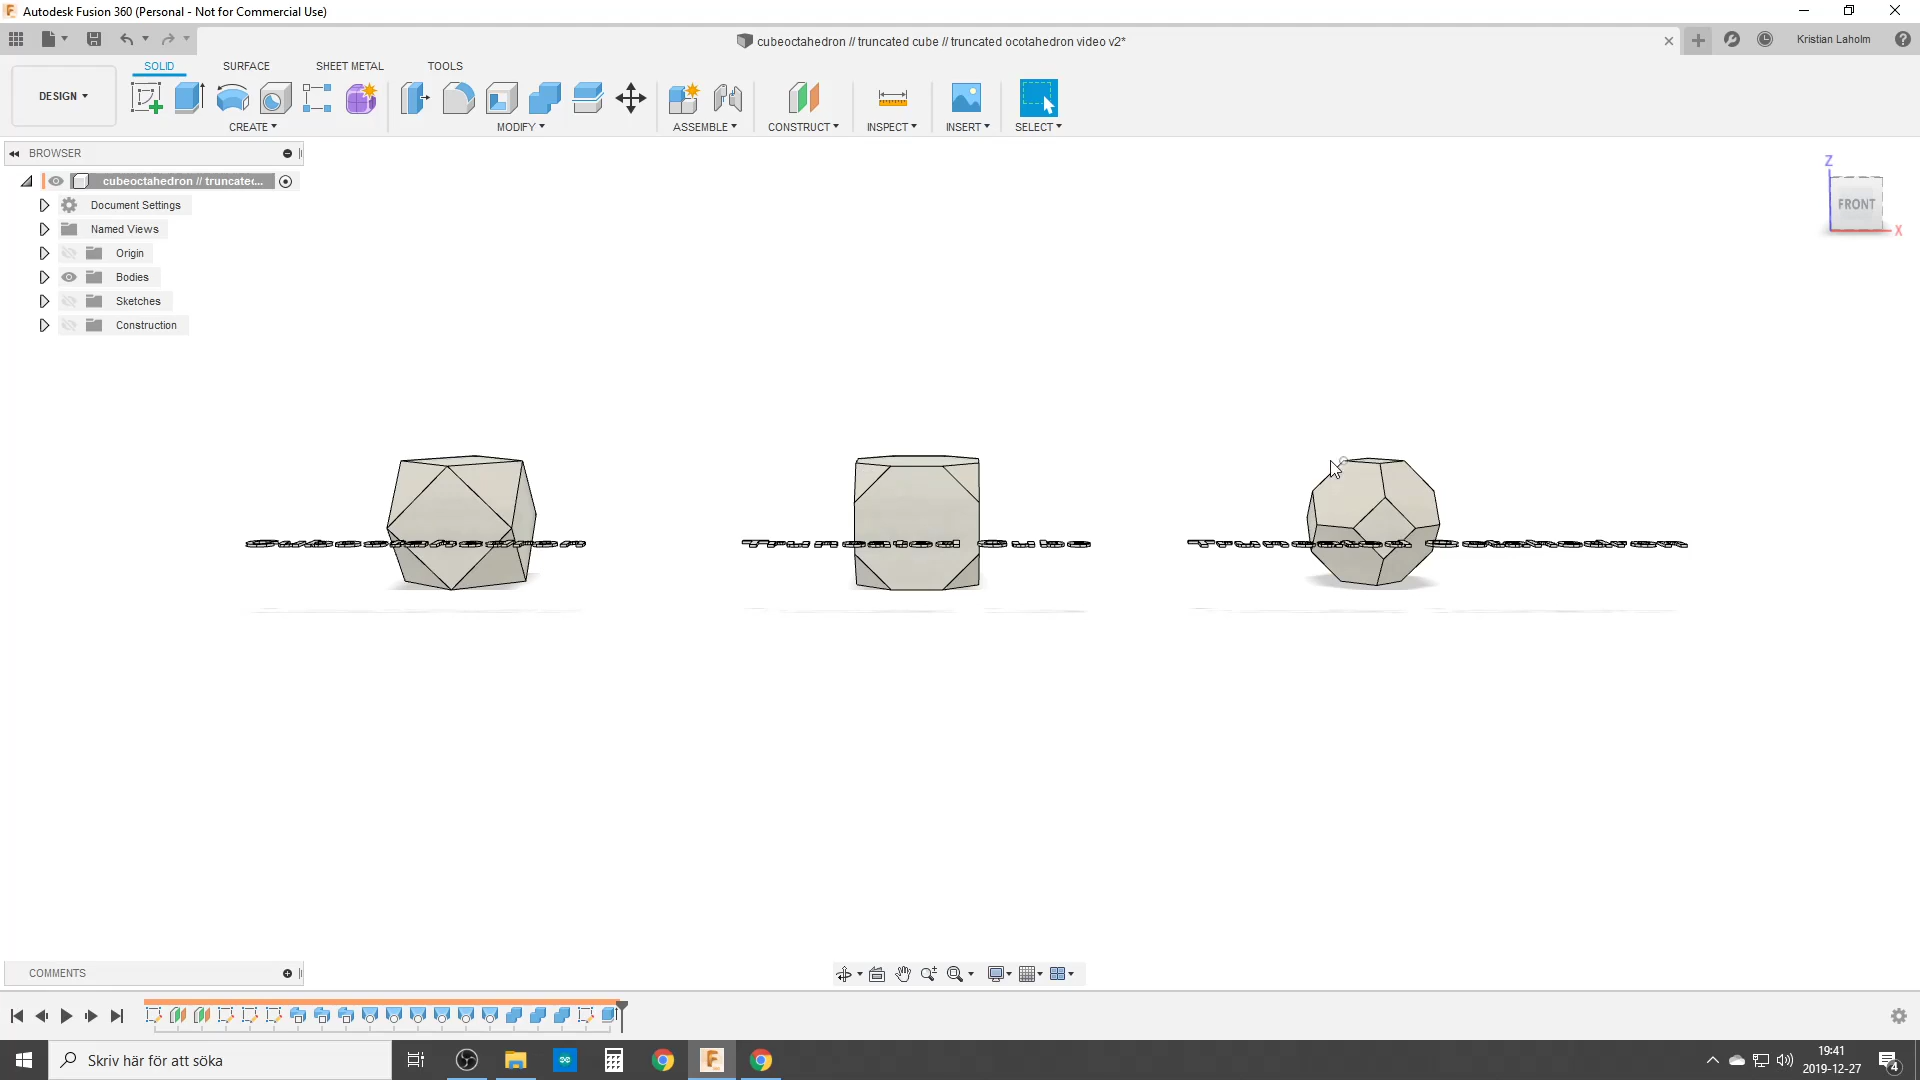 Autodesk Fusion 360 (Personal - Not for Commercial Use)
cubeoctahedron // truncated cube // truncated ocotahedron video v2*
Kristian Laholm
DESIGN
SOLID
SURFACE
SHEET METAL
TOOLS
CREATE
MODIFY
ASSEMBLE
CONSTRUCT
INSPECT
INSERT
SELECT
BROWSER
cubeoctahedron // truncated...
Document Settings
Named Views
Origin
Bodies
Sketches
Construction
Z
FRONT
X
COMMENTS
Skriv här för att söka
19:41
2019-12-27
4